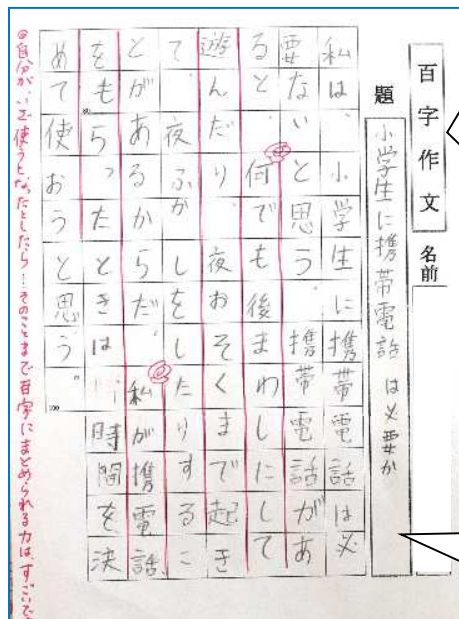 百字作文 名前
題 小学生に携帯電話は必要か
私は、小学生に携帯電話は必
要ないと思う。携帯電話があ
ると、何でも後まわしにして
遊んだり、夜おそくまで起き
て、夜ふかしをしたりするこ
とがあるからだ。私が携電話
をもらったときは、時間を決
めて使おうと思う。
100
自分が、いざ使うとなったとしたら…そのことまで百字にまとめられる力は、すごいで